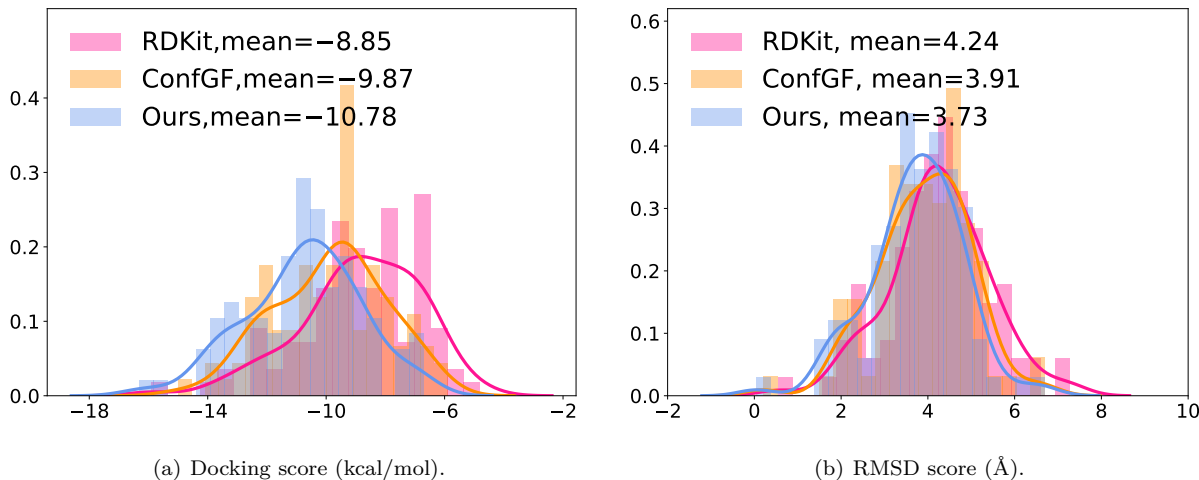 RDKit,mean=−8.85
ConfGF,mean=−9.87
Ours,mean=−10.78
0.4
0.3
0.2
0.1
0.0
−18 −14 −10 −6 −2
(a) Docking score (kcal/mol).
RDKit, mean=4.24
ConfGF, mean=3.91
Ours, mean=3.73
0.6
0.5
0.4
0.3
0.2
0.1
0.0
−2 0 2 4 6 8 10
(b) RMSD score (Å).